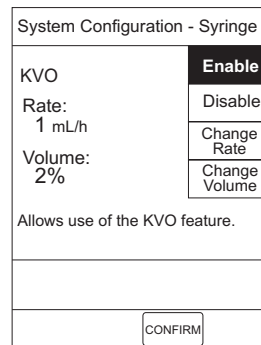 System Configuration - Syringe
KVO
Rate:
1 mL/h
Volume:
2%
Enable
Disable
Change
Rate
Change
Volume
Allows use of the KVO feature.
CONFIRM